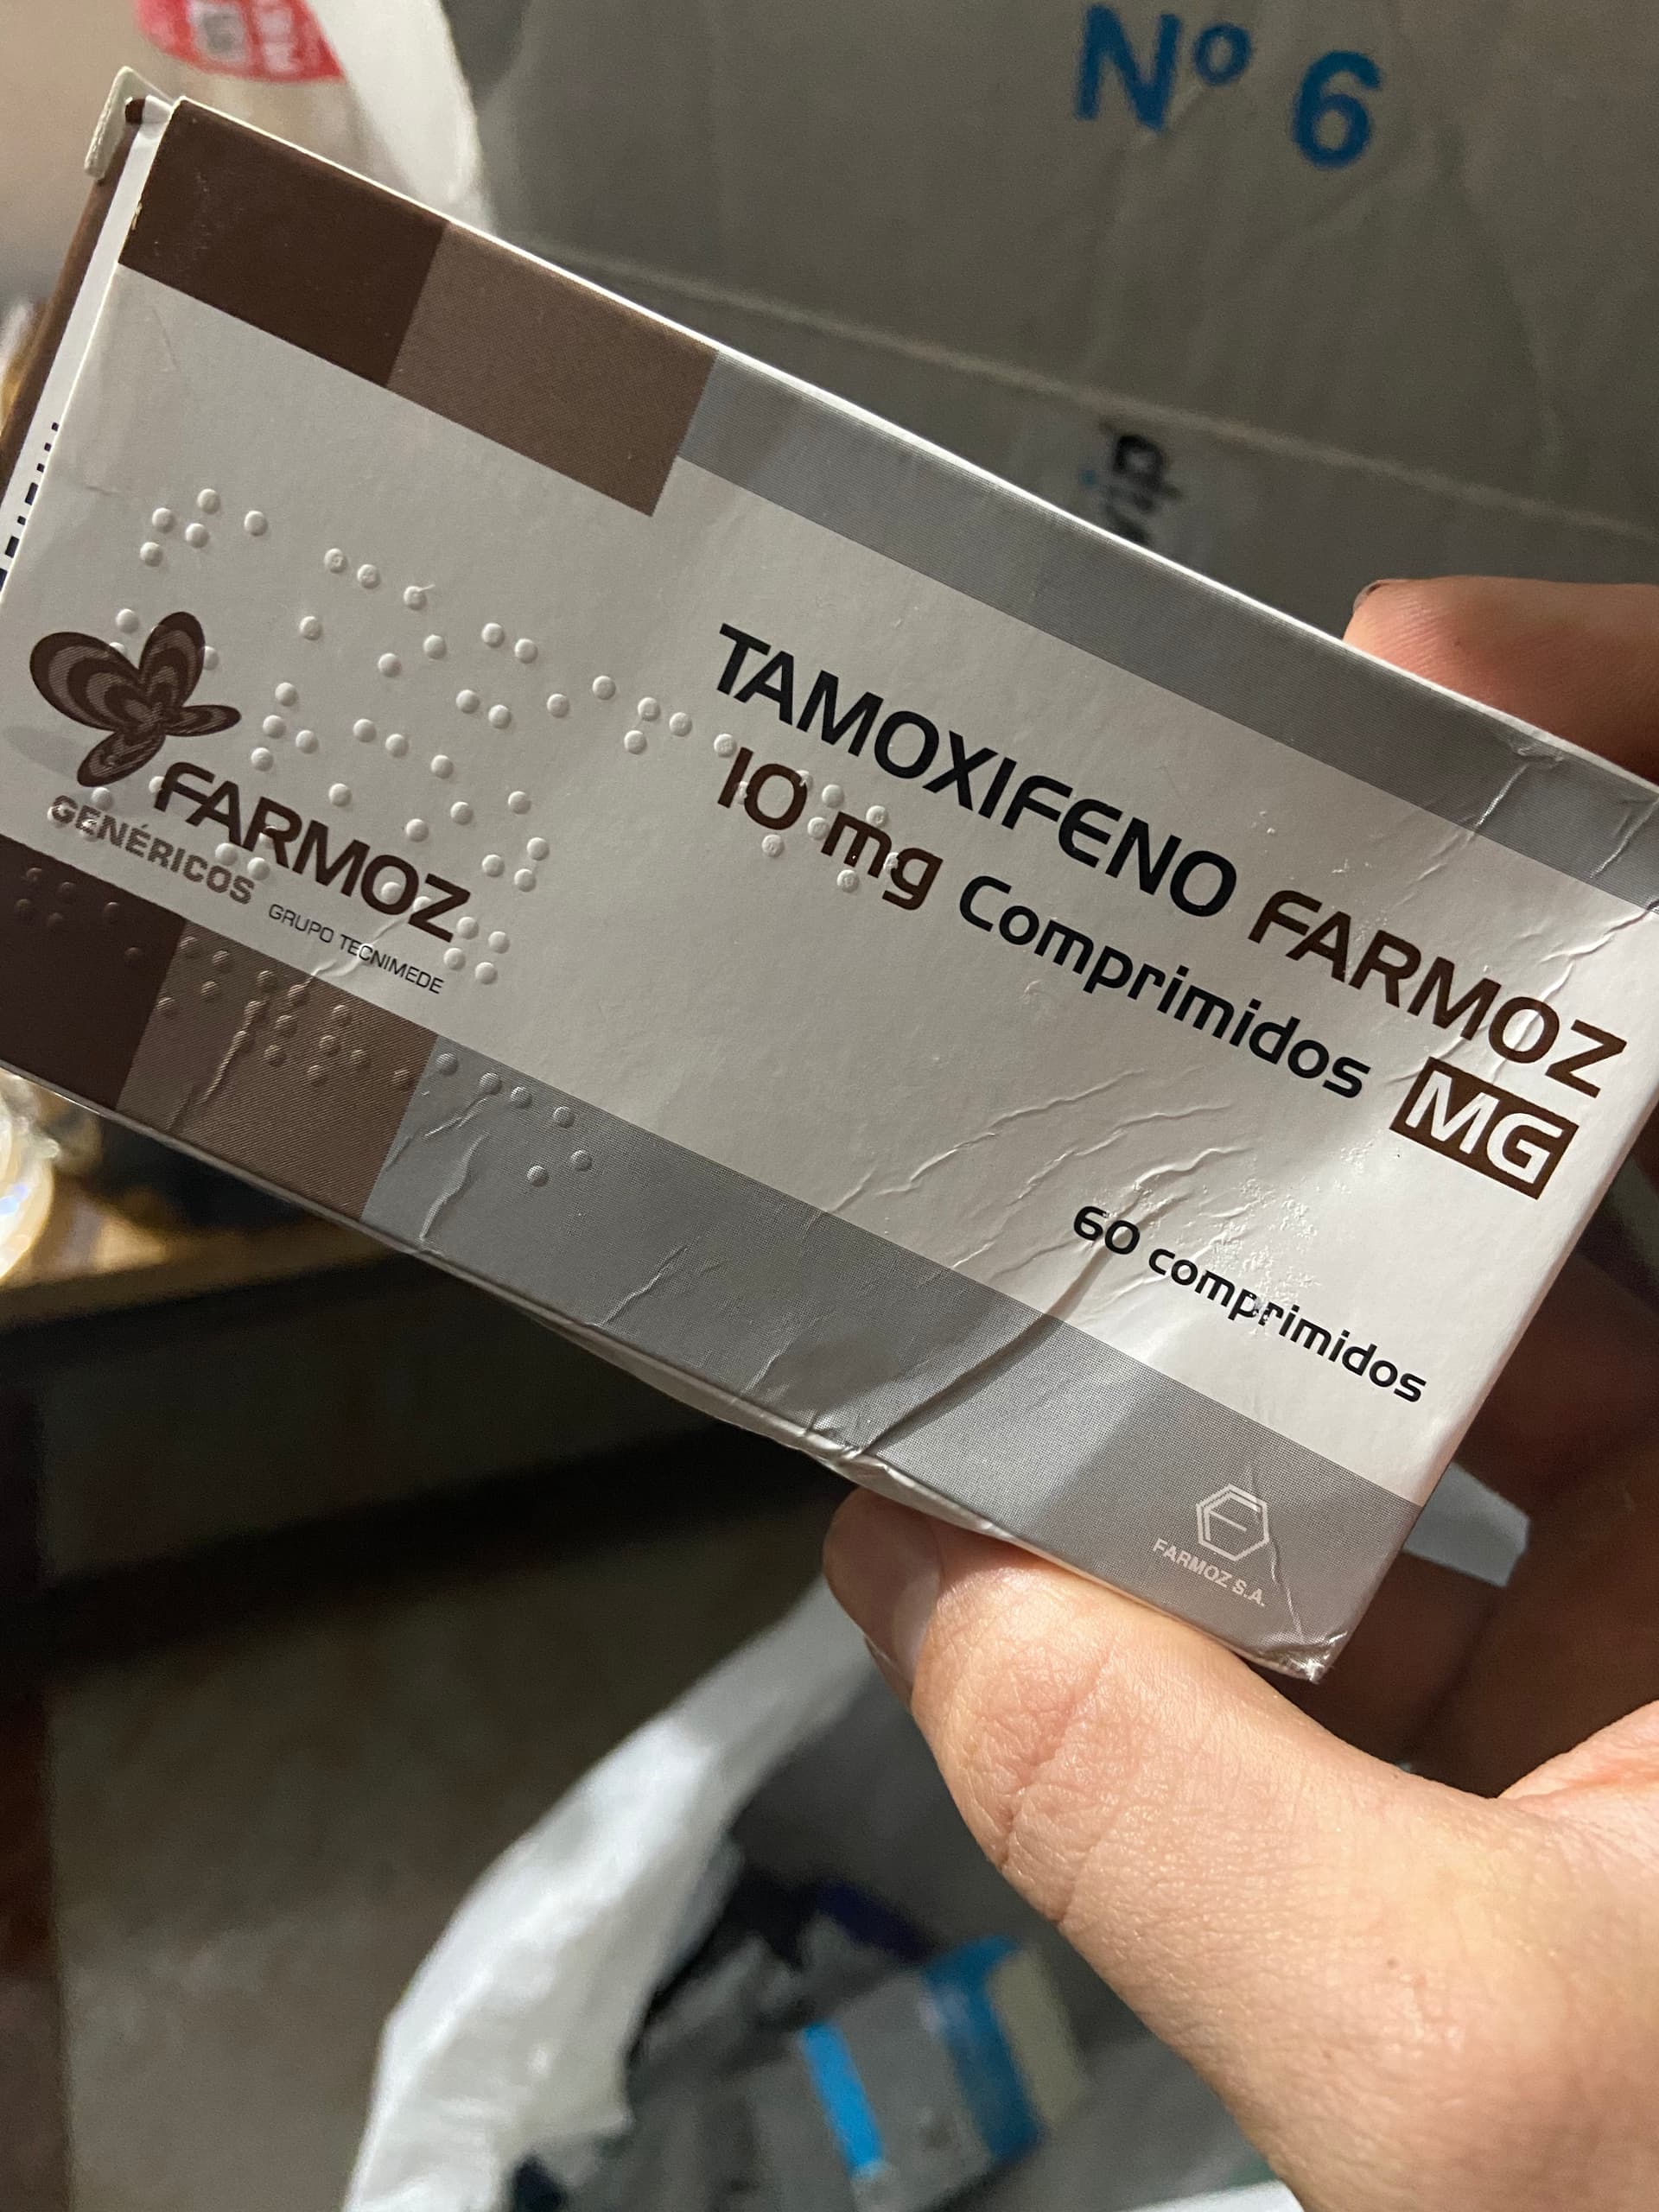 Nº 6
TAMOXIFENO FARMOZ
10 mg Comprimidos MG
60 comprimidos
FARMOZ
GENÉRICOS GRUPO TECNIMEDE
FARMOZ S.A.